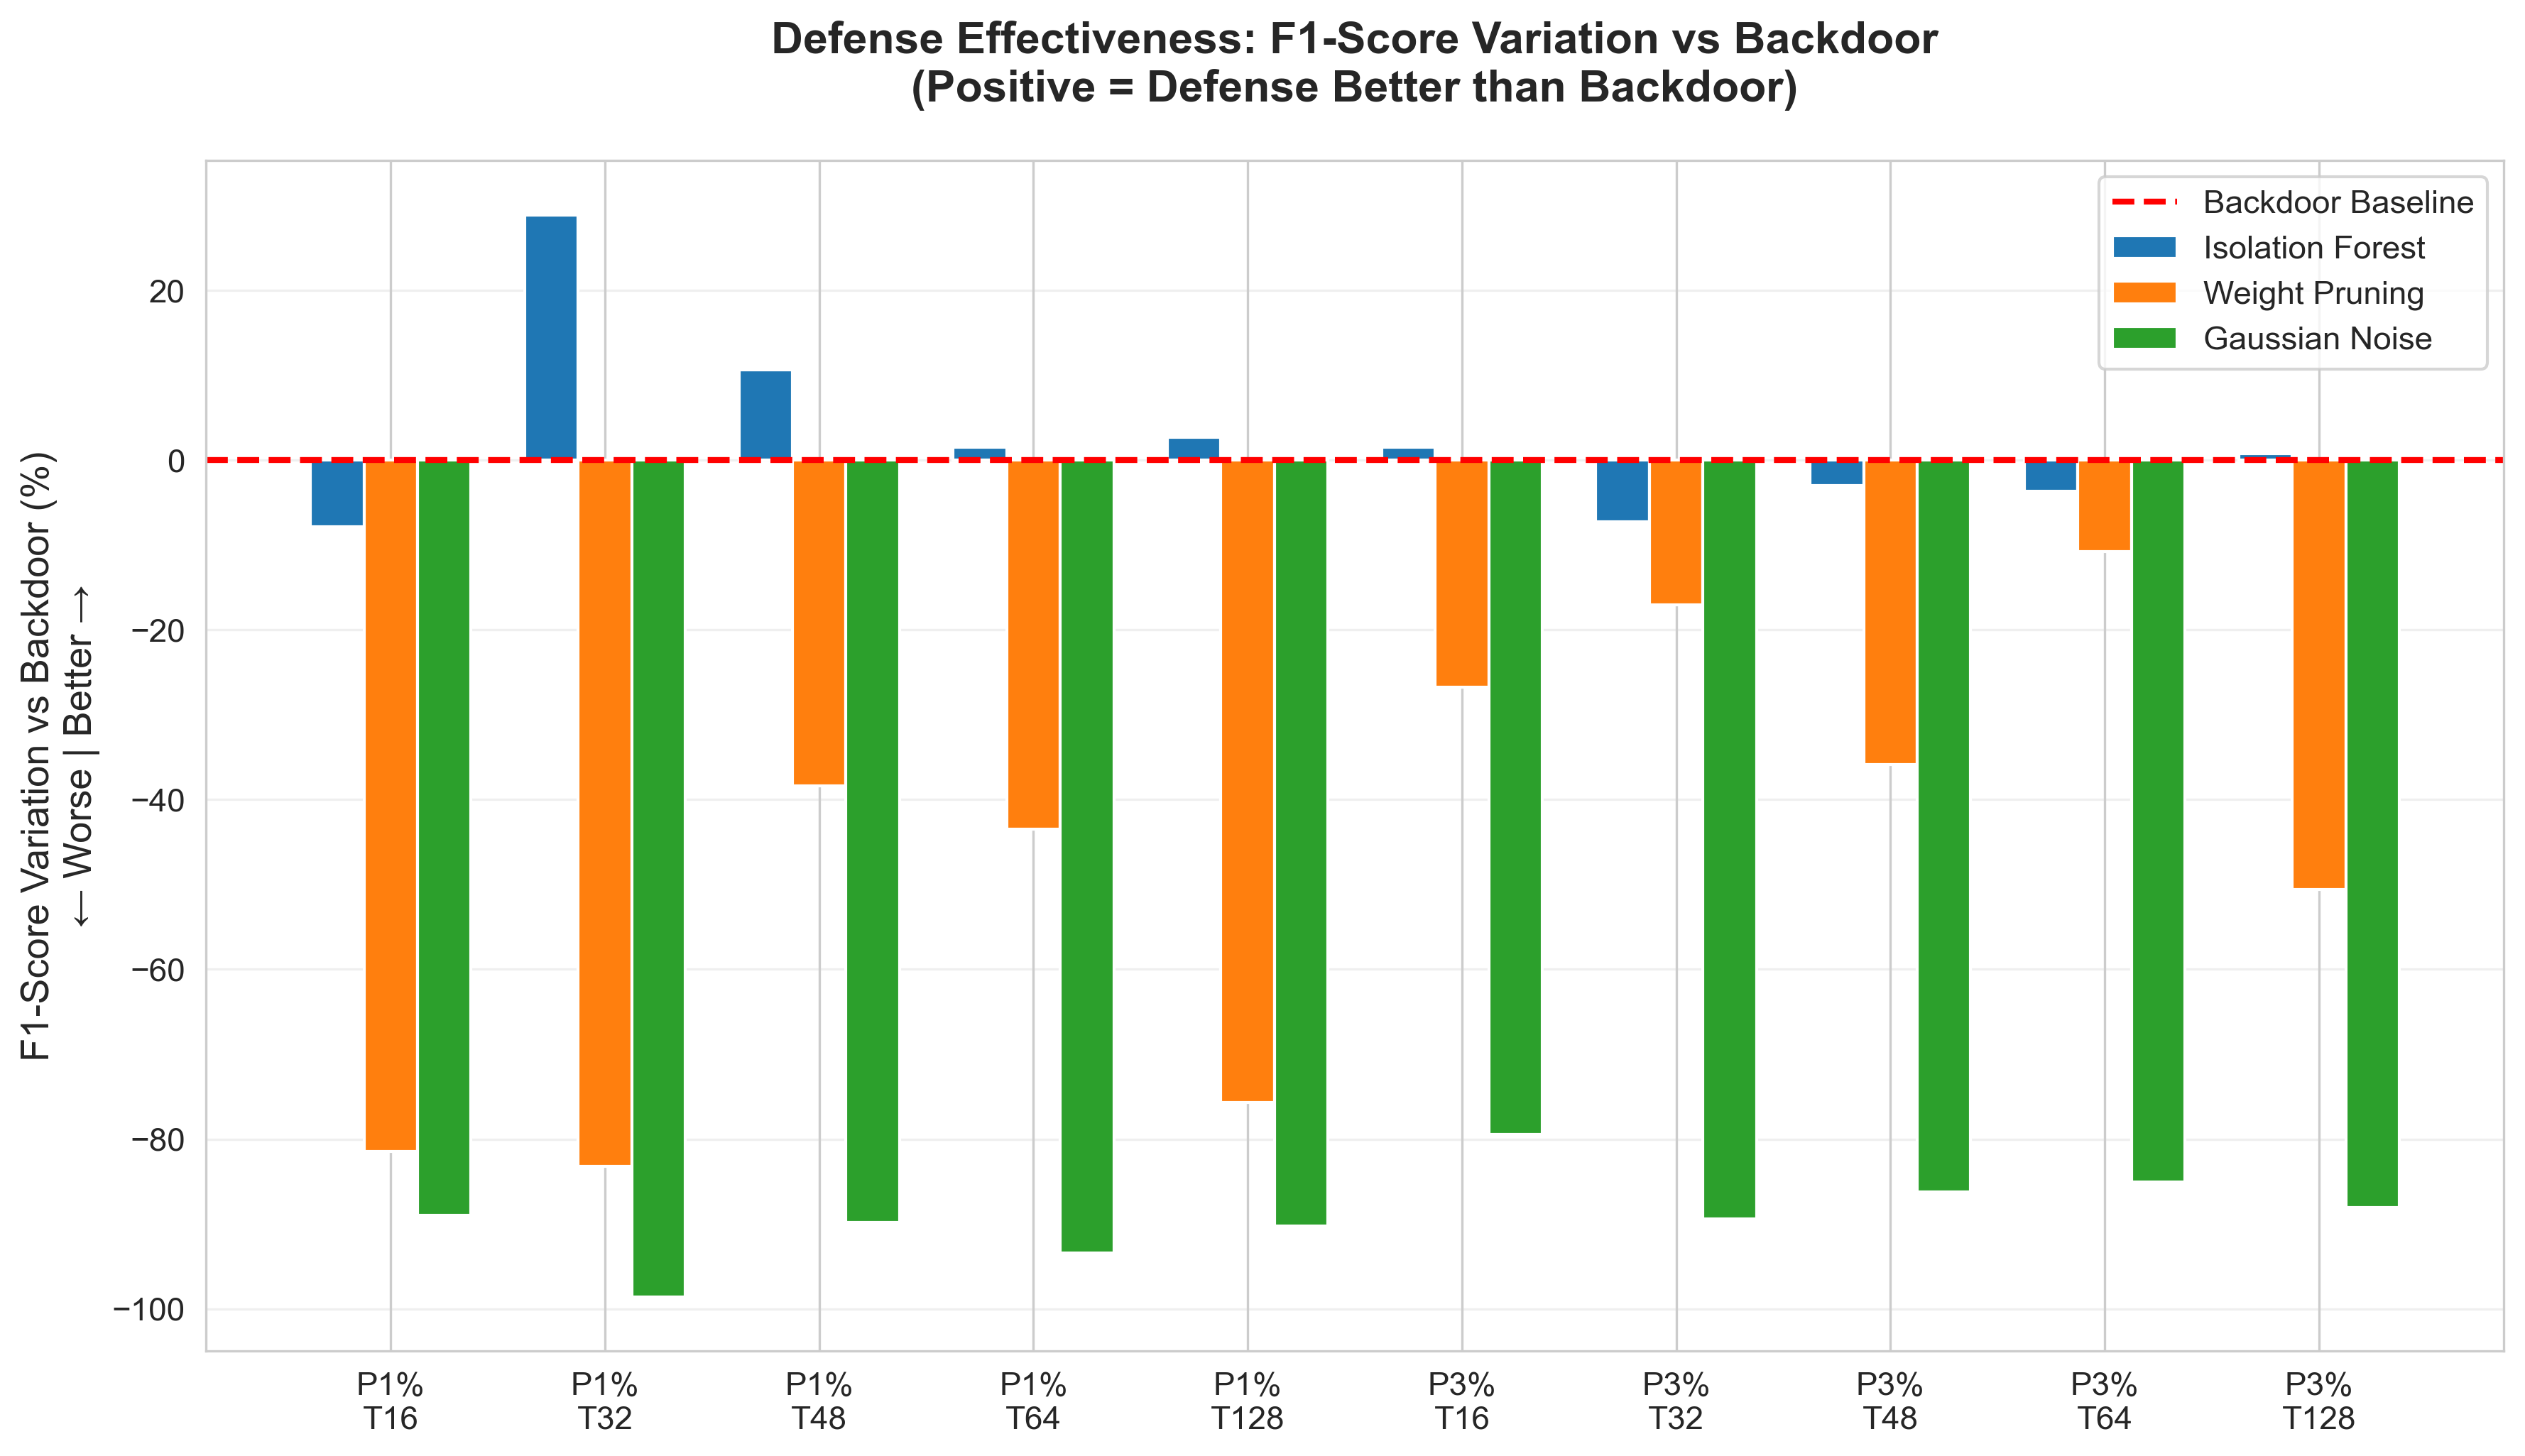 Defense Effectiveness: F1-Score Variation vs Backdoor
(Positive = Defense Better than Backdoor)
F1-Score Variation vs Backdoor (%)
← Worse | Better →
20
0
−20
−40
−60
−80
−100
Backdoor Baseline
Isolation Forest
Weight Pruning
Gaussian Noise
P1% P1% P1% P1% P1% P3% P3% P3% P3% P3%
T16 T32 T48 T64 T128 T16 T32 T48 T64 T128